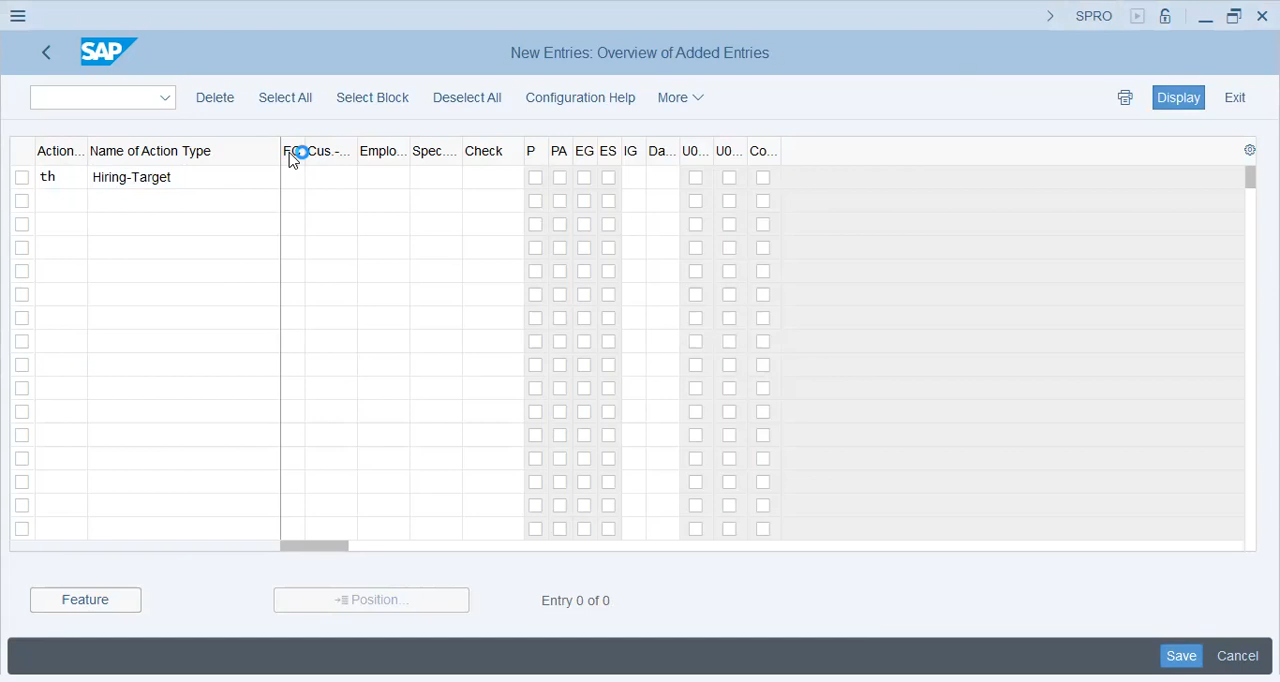 SPRO
SAP
New Entries: Overview of Added Entries
Delete Select All Select Block Deselect All Configuration Help More Display Exit
Action... Name of Action Type Cus.-... Emplo... Spec.... Check P PA EG ES IG Da... U0... U0... Co...
th Hiring-Target
Feature Position... Entry 0 of 0
Save Cancel